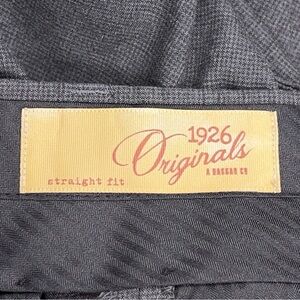 1926
Originals
A HAGGAR CO
straight fit